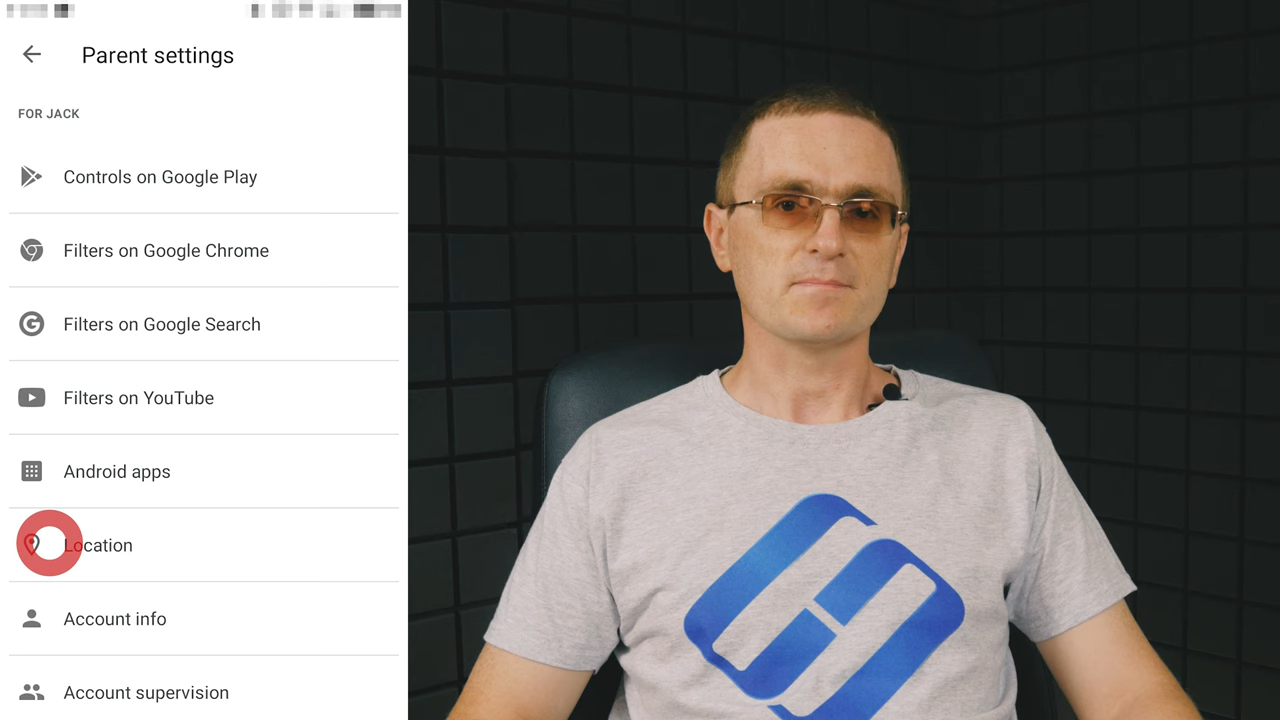 Parent settings
FOR JACK
Controls on Google Play
Filters on Google Chrome
Filters on Google Search
Filters on YouTube
Android apps
Location
Account info
Account supervision